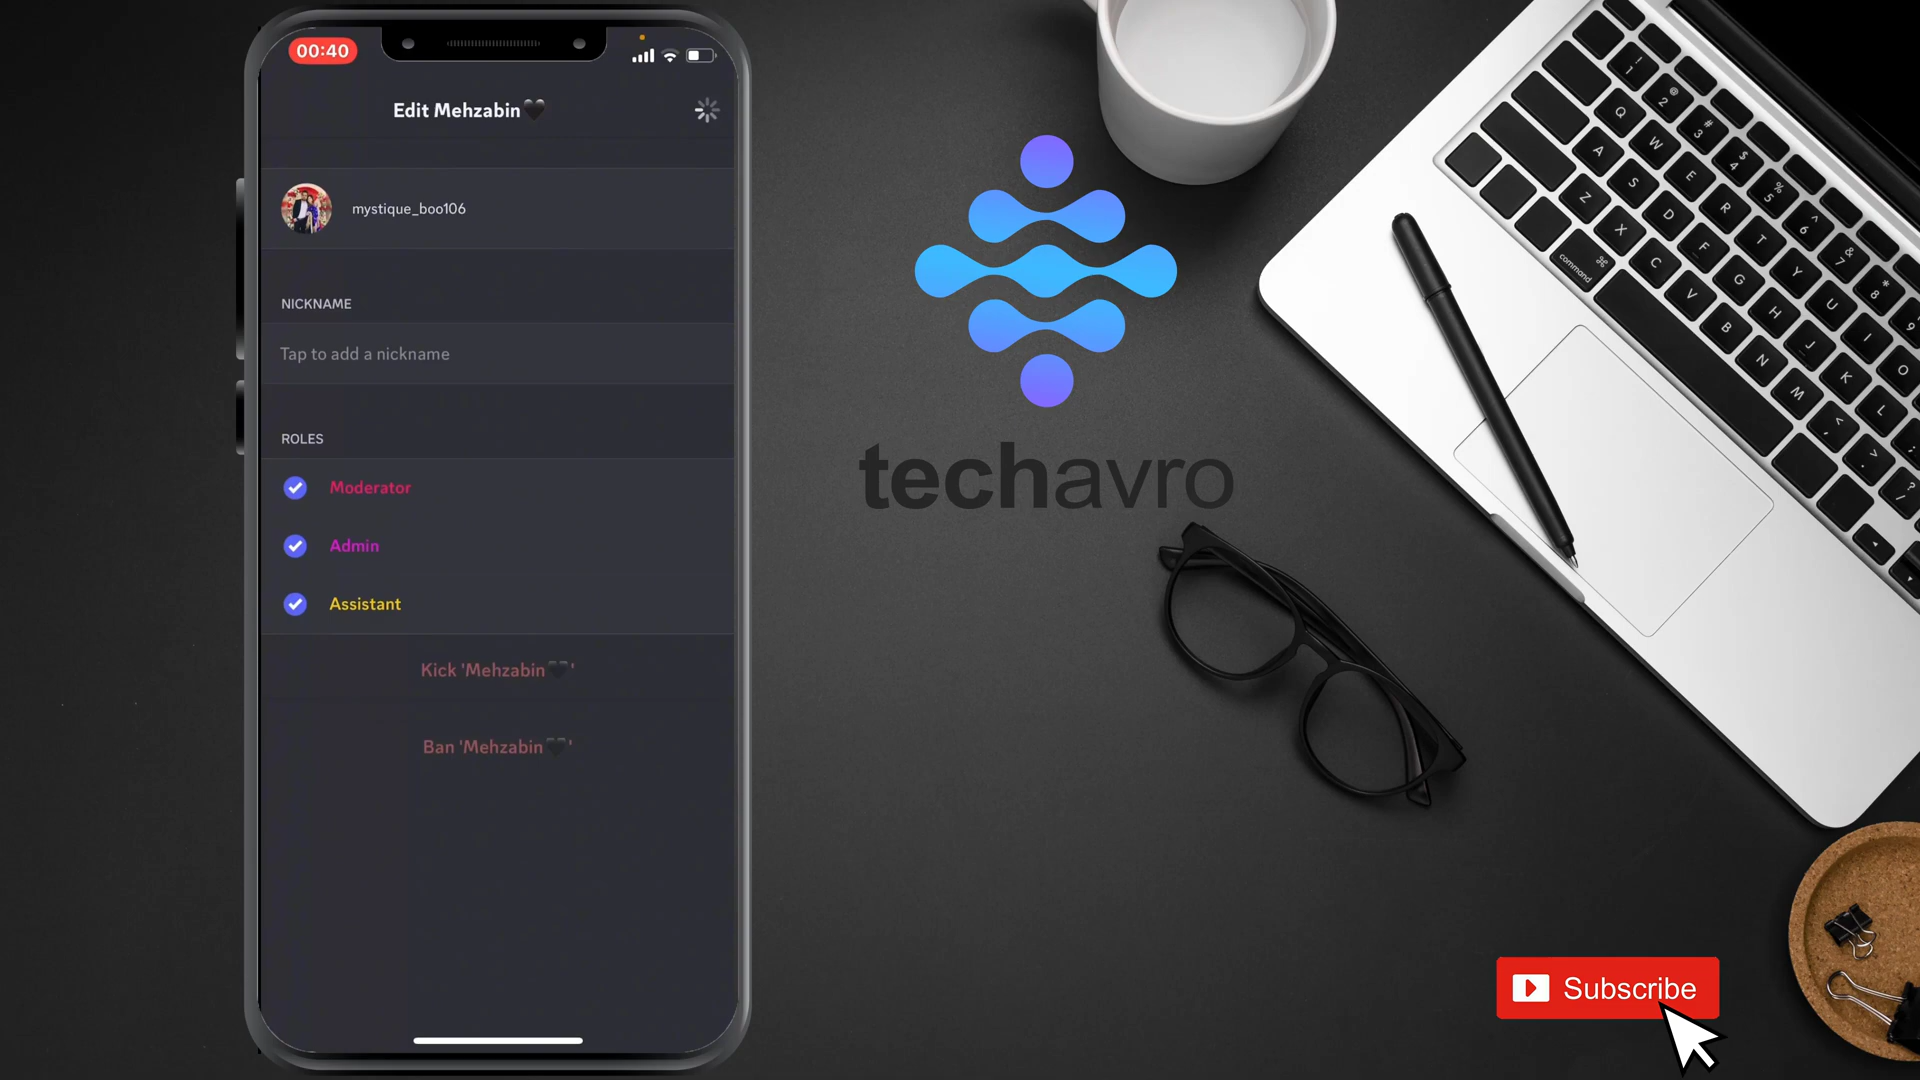 00:40
Edit Mehzabin🖤
mystique_boo106
NICKNAME
Tap to add a nickname
ROLES
Moderator
Admin
Assistant
Kick 'Mehzabin🖤'
Ban 'Mehzabin🖤'
techavro
command
Subscribe